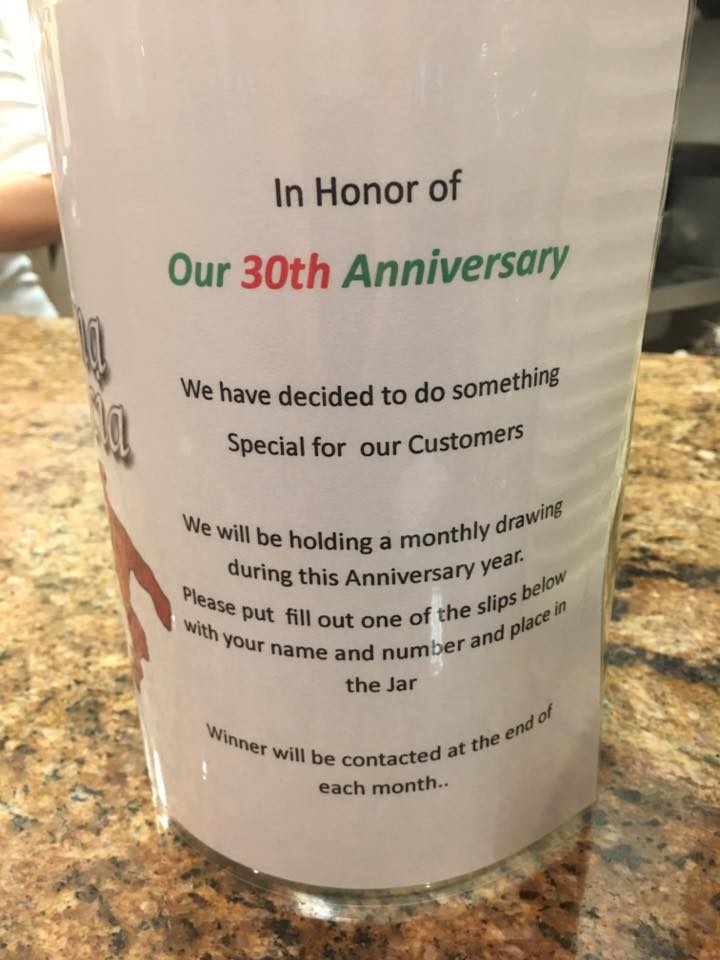 In Honor of
Our 30th Anniversary
We have decided to do something
Special for our Customers
We will be holding a monthly drawing
during this Anniversary year.
Please put fill out one of the slips below
with your name and number and place in
the Jar
Winner will be contacted at the end of
each month..